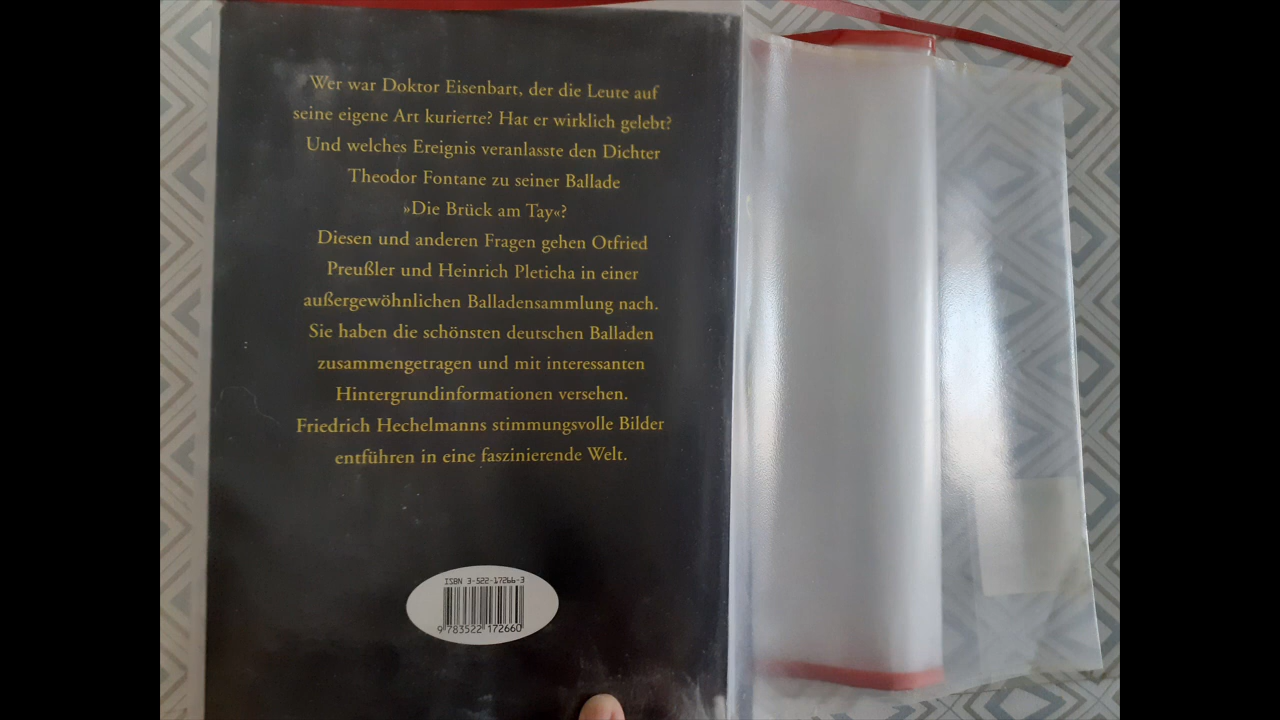 Wer war Doktor Eisenbart, der die Leute auf
seine eigene Art kurierte? Hat er wirklich gelebt?
Und welches Ereignis veranlasste den Dichter
Theodor Fontane zu seiner Ballade
»Die Brück am Tay«?
Diesen und anderen Fragen gehen Otfried
Preußler und Heinrich Pleticha in einer
außergewöhnlichen Balladensammlung nach.
Sie haben die schönsten deutschen Balladen
zusammengetragen und mit interessanten
Hintergrundinformationen versehen.
Friedrich Hechelmanns stimmungsvolle Bilder
entführen in eine faszinierende Welt.
ISBN 3-522-17266-3
9 783522 172660